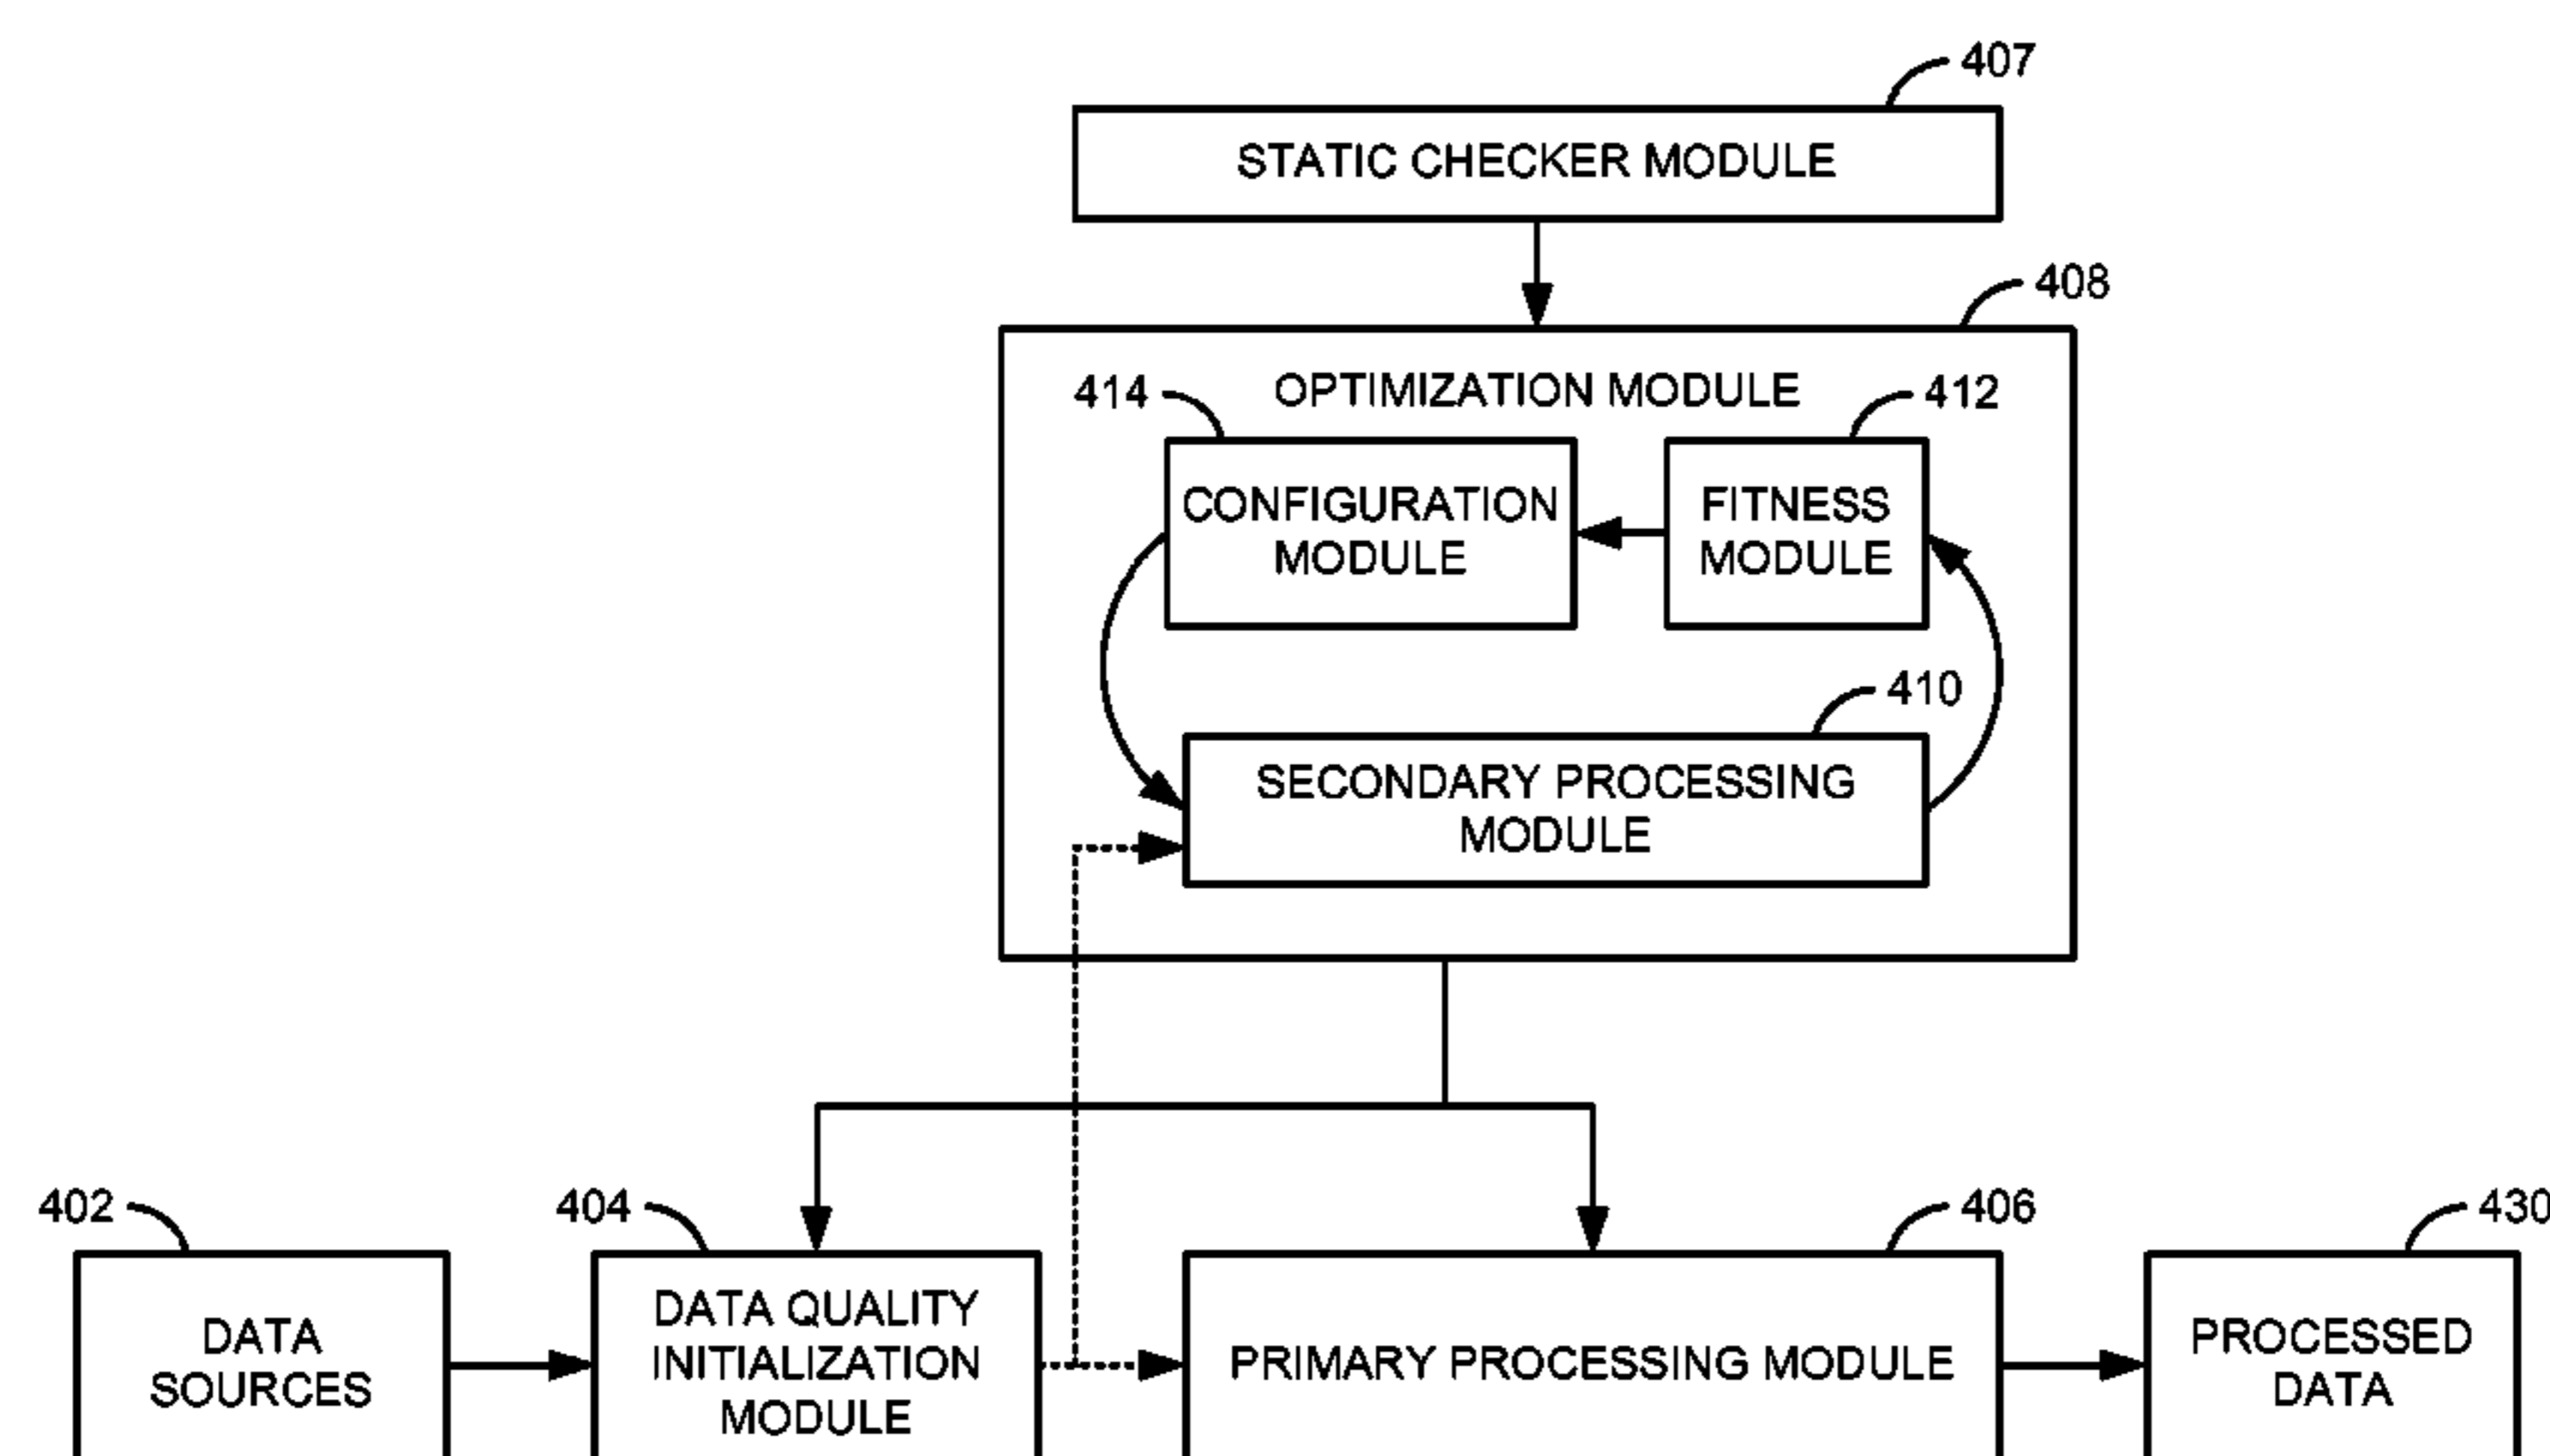 407
STATIC CHECKER MODULE
408
OPTIMIZATION MODULE
414
412
CONFIGURATION
MODULE
FITNESS
MODULE
410
SECONDARY PROCESSING
MODULE
402
404
406
430
DATA
SOURCES
DATA QUALITY
INITIALIZATION
MODULE
PRIMARY PROCESSING MODULE
PROCESSED
DATA